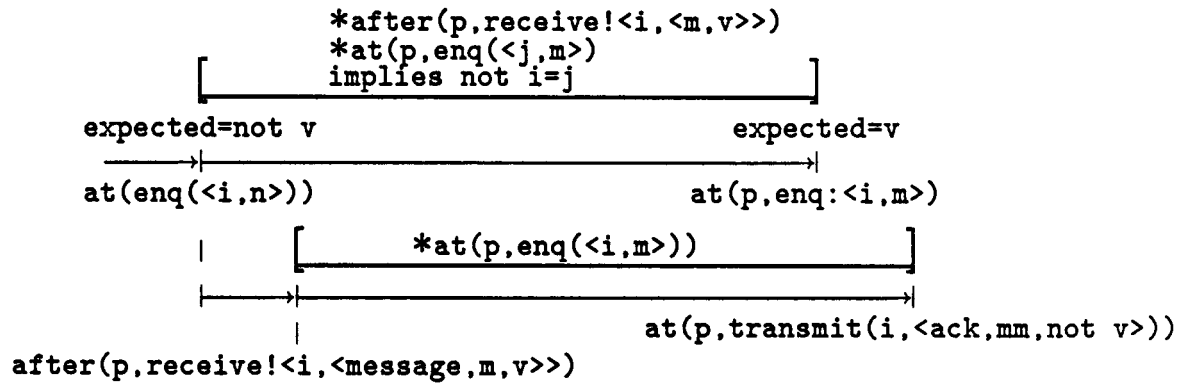 *after(p,receive!<i,<m,v>>)
*at(p,enq(<j,m>)
implies not i=j
expected=not v expected=v
at(enq(<i,n>)) at(p,enq:<i,m>)
*at(p,enq(<i,m>))
at(p,transmit(i,<ack,mm,not v>))
after(p,receive!<i,<message,m,v>>)